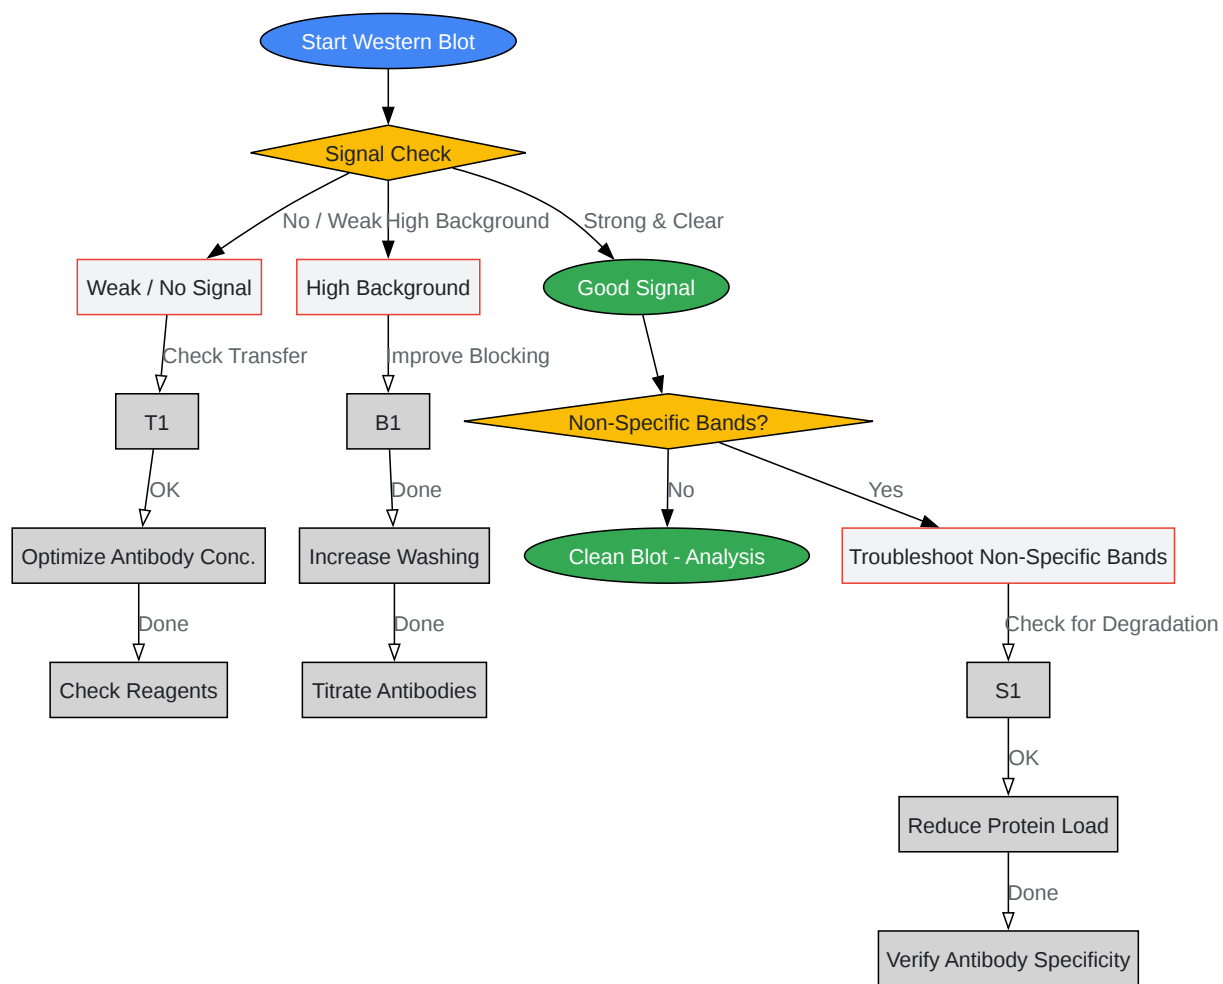 Start Western Blot
Signal Check
No / Weak
High Background
Strong & Clear
Weak / No Signal
High Background
Good Signal
Check Transfer
Improve Blocking
T1
B1
Non-Specific Bands?
OK
Done
No
Yes
Optimize Antibody Conc.
Increase Washing
Clean Blot - Analysis
Troubleshoot Non-Specific Bands
Done
Done
Check for Degradation
Check Reagents
Titrate Antibodies
S1
OK
Reduce Protein Load
Done
Verify Antibody Specificity